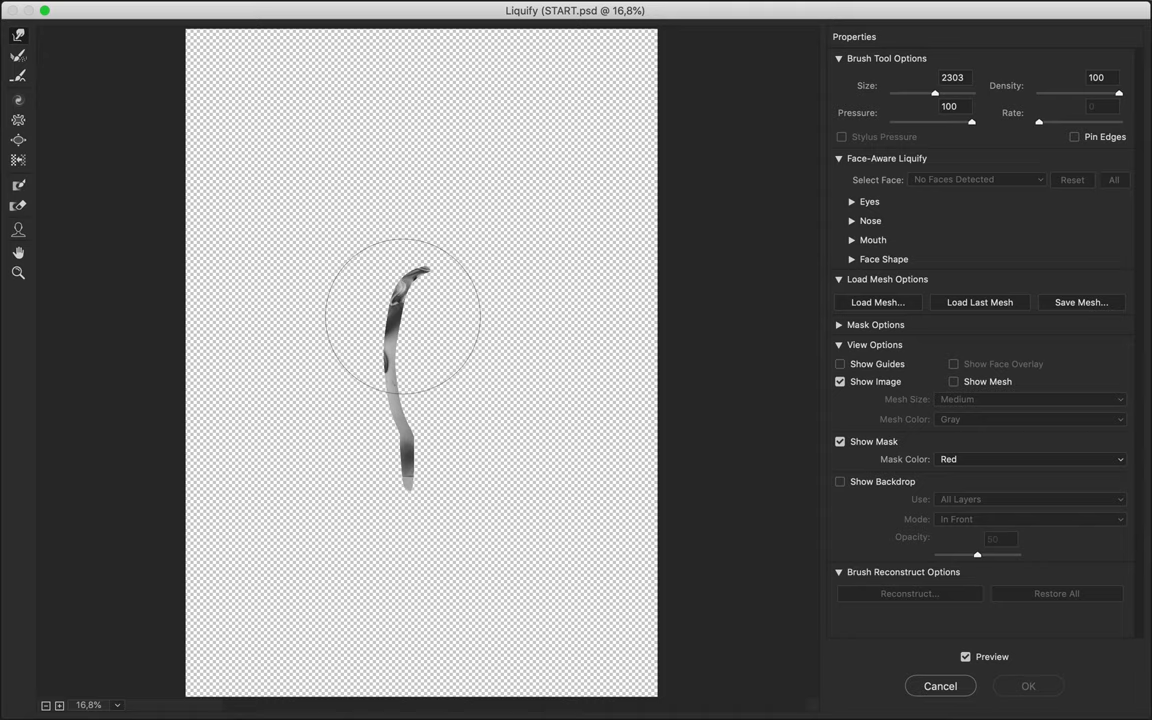 Liquify (START.psd @ 16,8%)
Properties
Brush Tool Options
Size: 2303 Density: 100
Pressure: 100 Rate: 0
Stylus Pressure Pin Edges
Face-Aware Liquify
Select Face: No Faces Detected Reset All
Eyes
Nose
Mouth
Face Shape
Load Mesh Options
Load Mesh... Load Last Mesh Save Mesh...
Mask Options
View Options
Show Guides Show Face Overlay
Show Image Show Mesh
Mesh Size: Medium
Mesh Color: Gray
Show Mask
Mask Color: Red
Show Backdrop
Use: All Layers
Mode: In Front
Opacity: 50
Brush Reconstruct Options
Reconstruct... Restore All
Preview
Cancel OK
16,8%